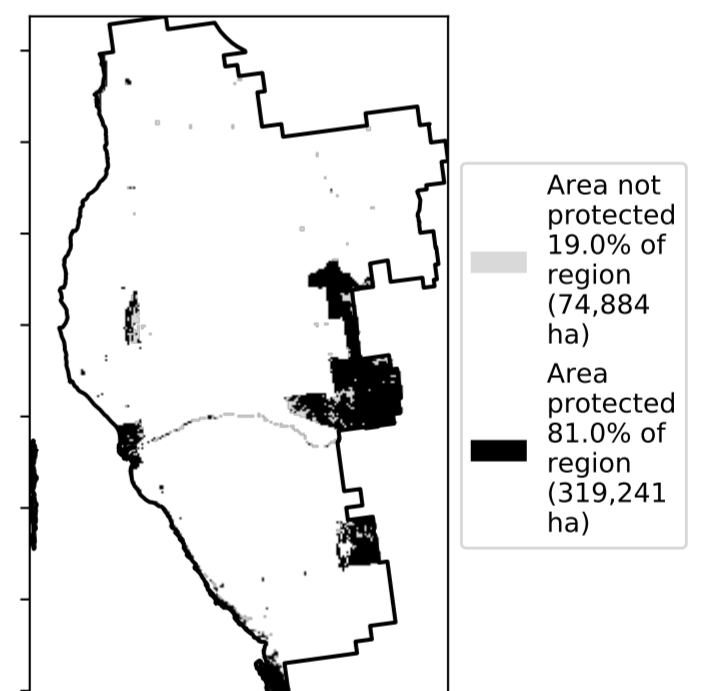 Area not
protected
19.0% of
region
(74,884
ha)
Area
protected
81.0% of
region
(319,241
ha)